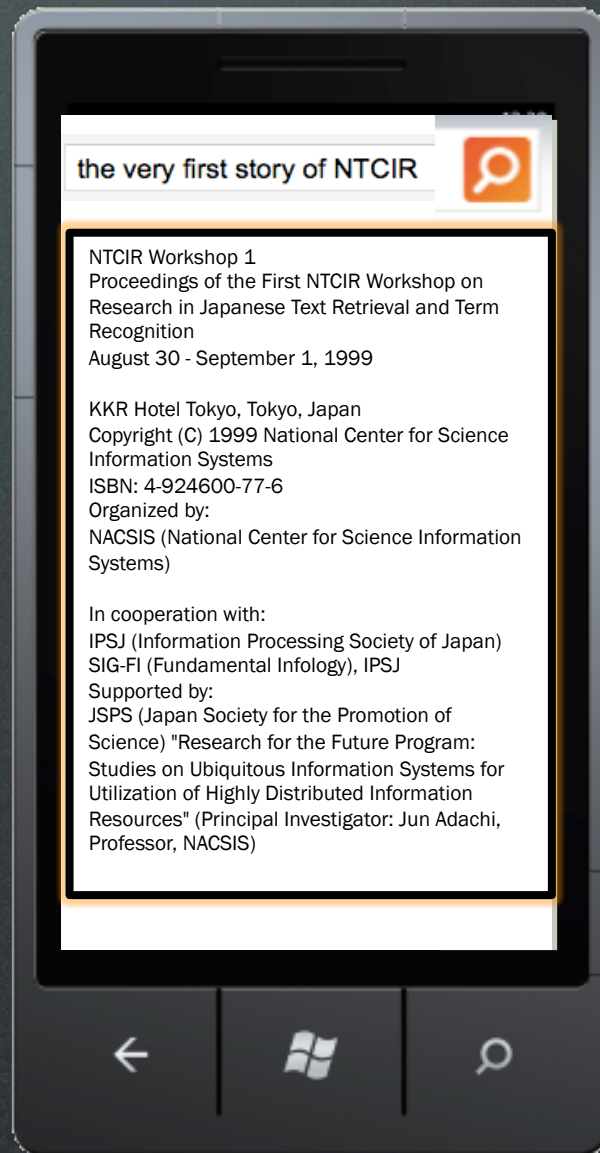 the very first story of NTCIR
NTCIR Workshop 1
Proceedings of the First NTCIR Workshop on
Research in Japanese Text Retrieval and Term
Recognition
August 30 - September 1, 1999
KKR Hotel Tokyo, Tokyo, Japan
Copyright (C) 1999 National Center for Science
Information Systems
ISBN: 4-924600-77-6
Organized by:
NACSIS (National Center for Science Information
Systems)
In cooperation with:
IPSJ (Information Processing Society of Japan)
SIG-FI (Fundamental Infology), IPSJ
Supported by:
JSPS (Japan Society for the Promotion of
Science) "Research for the Future Program:
Studies on Ubiquitous Information Systems for
Utilization of Highly Distributed Information
Resources" (Principal Investigator: Jun Adachi,
Professor, NACSIS)